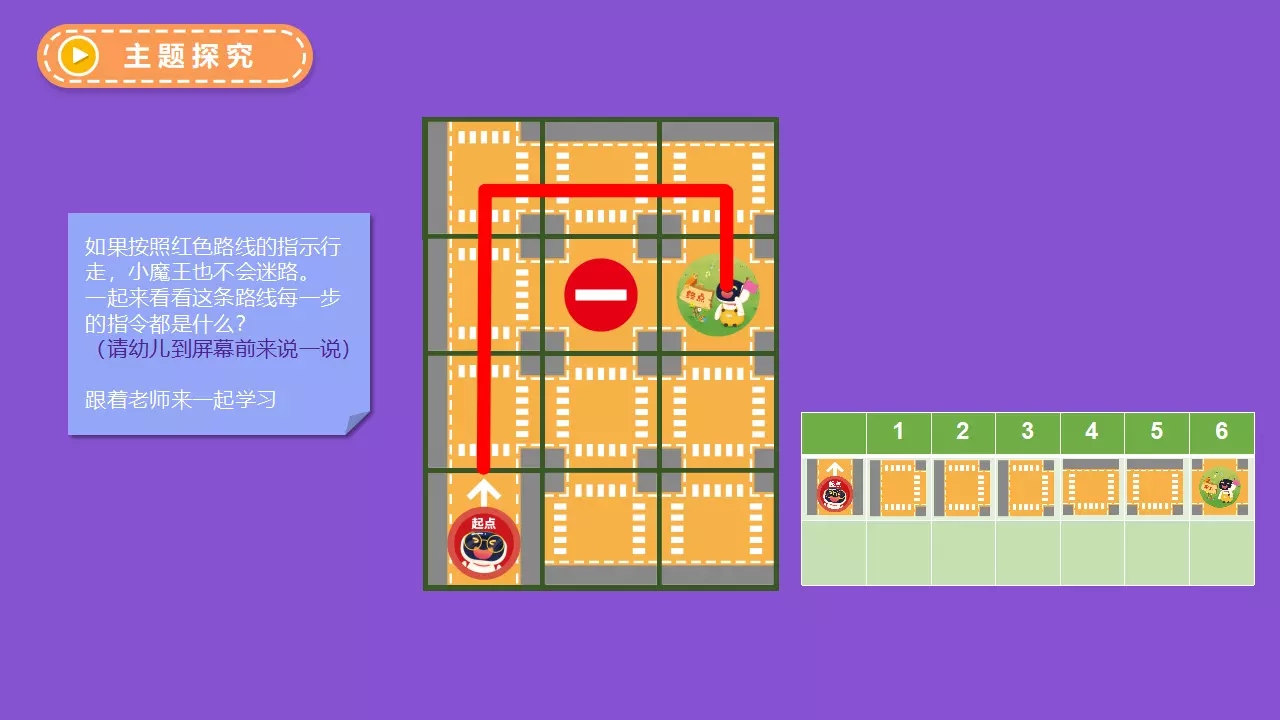 主题探究
如果按照红色路线的指示行
走，小魔王也不会迷路。
一起来看看这条路线每一步
的指令都是什么？
（请幼儿到屏幕前来说一说）
跟着老师来一起学习
终点
起点
1 2 3 4 5 6
起点